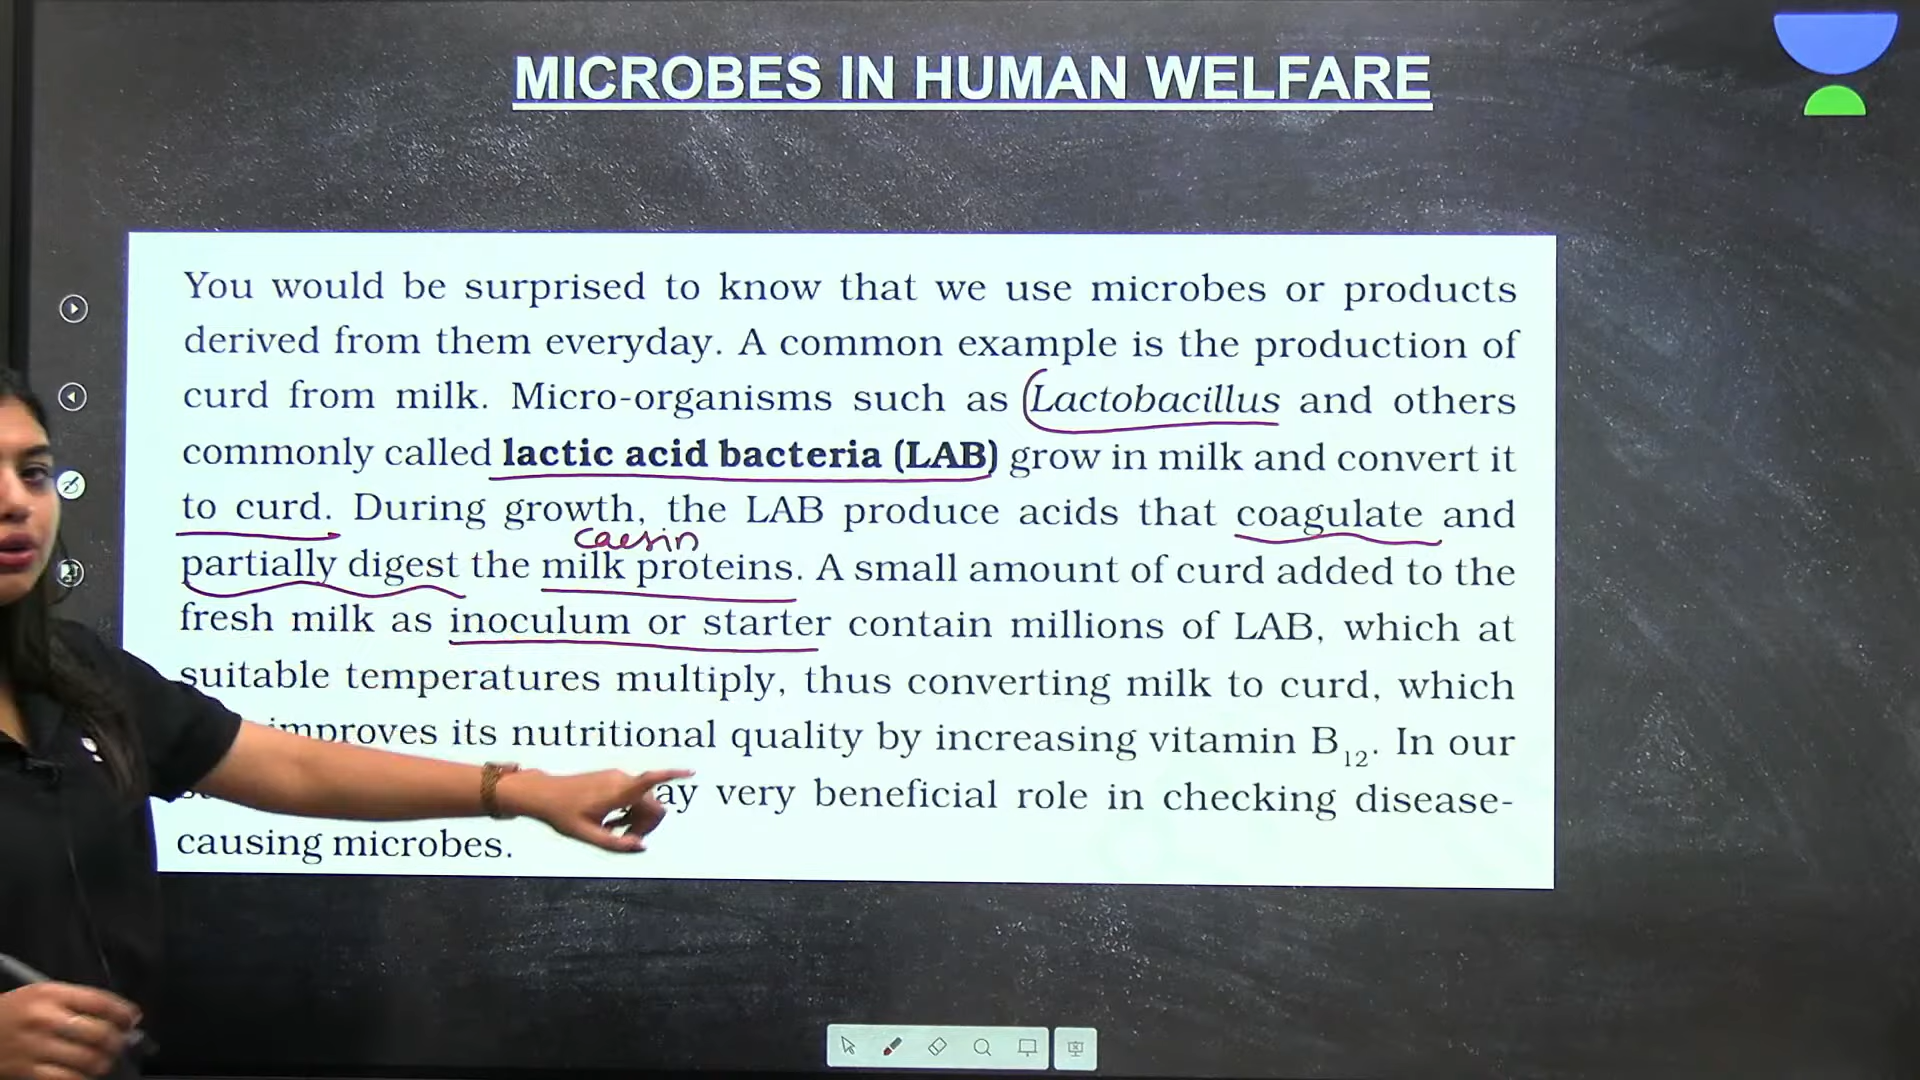 MICROBES IN HUMAN WELFARE
You would be surprised to know that we use microbes or products
derived from them everyday. A common example is the production of
curd from milk. Micro-organisms such as Lactobacillus and others
commonly called lactic acid bacteria (LAB) grow in milk and convert it
to curd. During growth, the LAB produce acids that coagulate and
caesin
partially digest the milk proteins. A small amount of curd added to the
fresh milk as inoculum or starter contain millions of LAB, which at
suitable temperatures multiply, thus converting milk to curd, which
improves its nutritional quality by increasing vitamin B12. In our
very beneficial role in checking disease-
causing microbes.